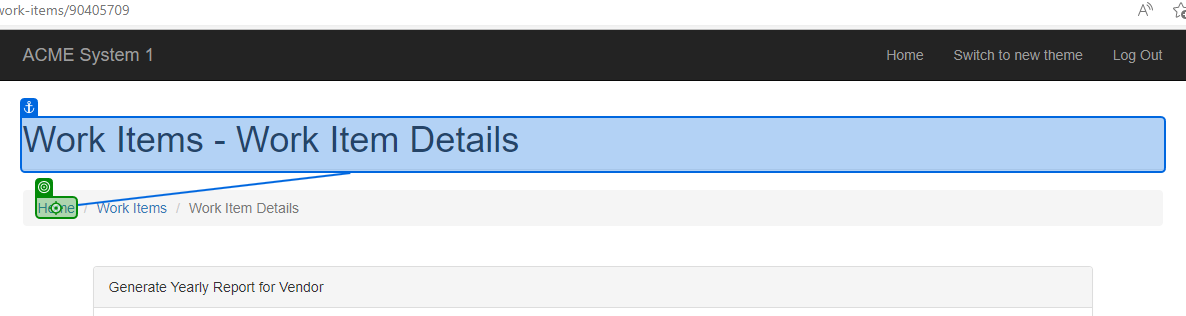 work-items/90405709
ACME System 1 Home Switch to new theme Log Out
Work Items - Work Item Details
Home / Work Items / Work Item Details
Generate Yearly Report for Vendor